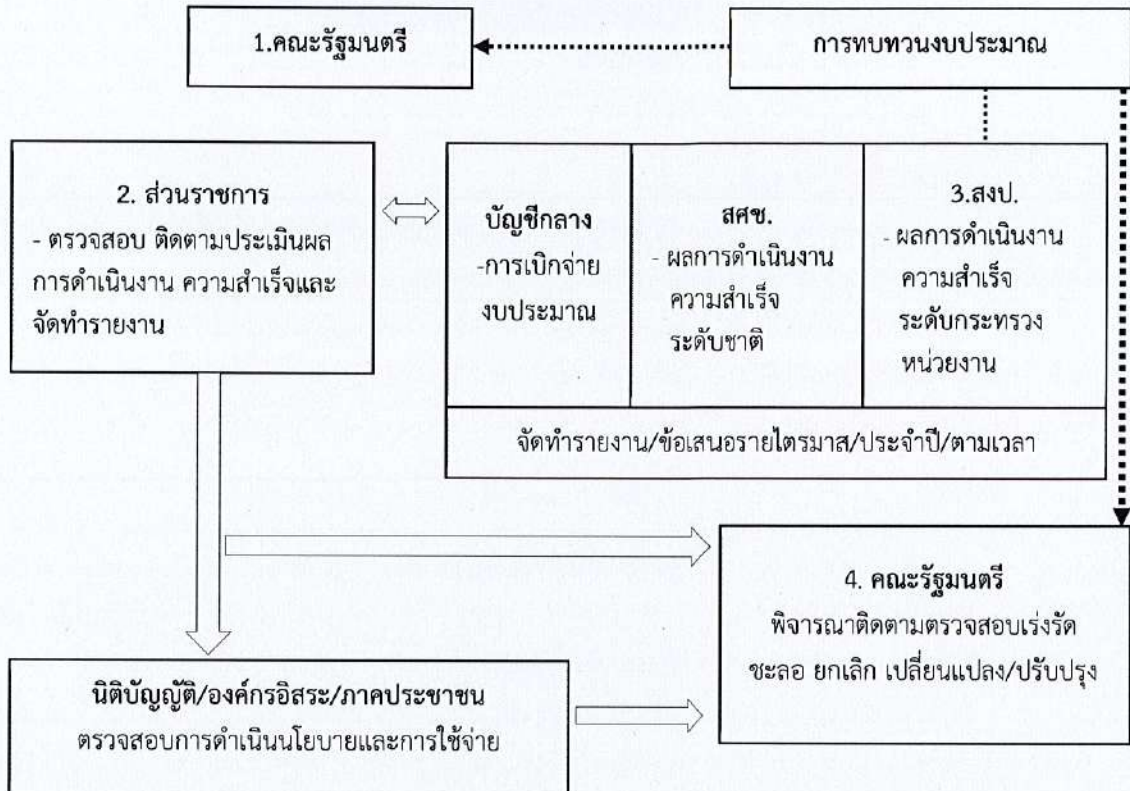 1.คณะรัฐมนตรี
การทบทวนงบประมาณ
2. ส่วนราชการ
- ตรวจสอบ ติดตามประเมินผล
การดำเนินงาน ความสำเร็จและ
จัดทำรายงาน
บัญชีกลาง
-การเบิกจ่าย
งบประมาณ
สศช.
- ผลการดำเนินงาน
ความสำเร็จ
ระดับชาติ
3.สงป.
- ผลการดำเนินงาน
ความสำเร็จ
ระดับกระทรวง
หน่วยงาน
จัดทำรายงาน/ข้อเสนอรายไตรมาส/ประจำปี/ตามเวลา
4. คณะรัฐมนตรี
พิจารณาติดตามตรวจสอบเร่งรัด
ชะลอ ยกเลิก เปลี่ยนแปลง/ปรับปรุง
นิติบัญญัติ/องค์กรอิสระ/ภาคประชาชน
ตรวจสอบการดำเนินนโยบายและการใช้จ่าย